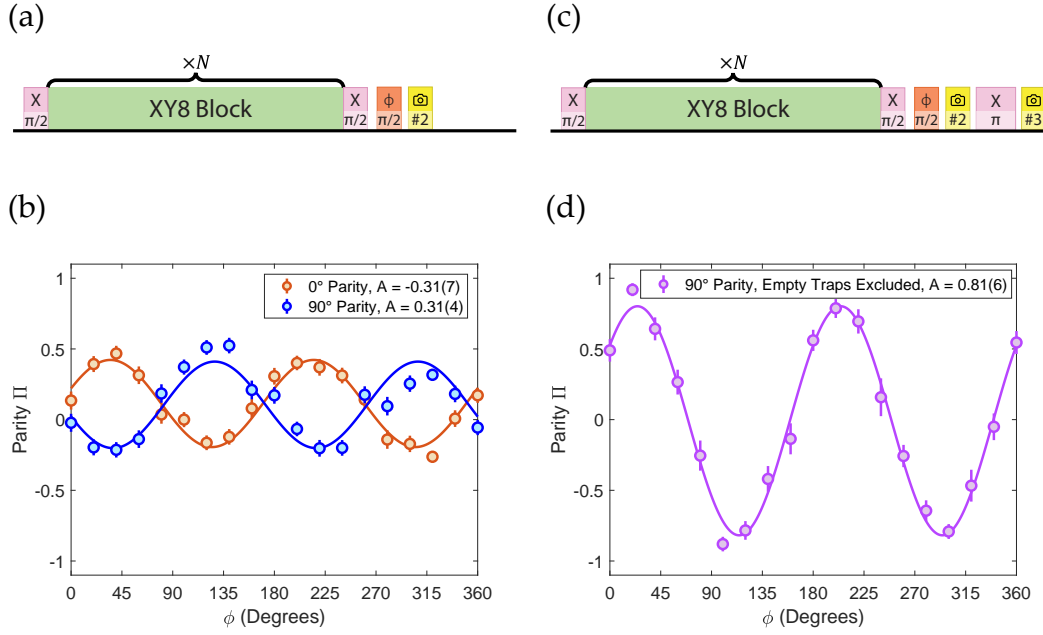 (a)
×N
X
π/2
XY8 Block
X
π/2
ϕ
π/2
#2
(c)
×N
X
π/2
XY8 Block
X
π/2
ϕ
π/2
#2
X
π
#3
(b)
1
0.5
0
-0.5
-1
Parity Π
0° Parity, A = -0.31(7)
90° Parity, A = 0.31(4)
0 45 90 135 180 225 270 315 360
ϕ (Degrees)
(d)
1
0.5
0
-0.5
-1
Parity Π
90° Parity, Empty Traps Excluded, A = 0.81(6)
0 45 90 135 180 225 270 315 360
ϕ (Degrees)